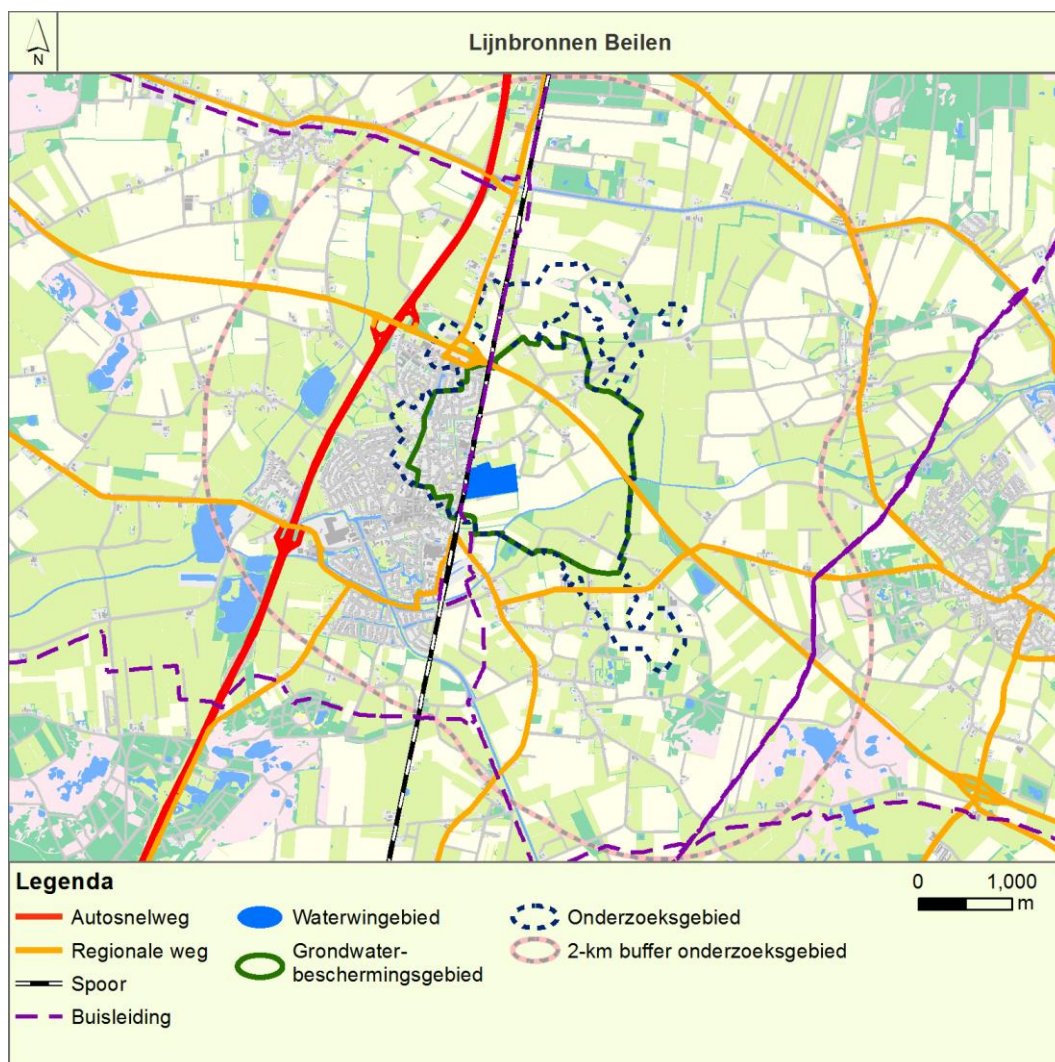 N
Lijnbronnen Beilen
Legenda
Autosnelweg
Regionale weg
Spoor
Buisleiding
Waterwingebied
Grondwater-
beschermingsgebied
Onderzoeksgebied
2-km buffer onderzoeksgebied
0 1,000
m